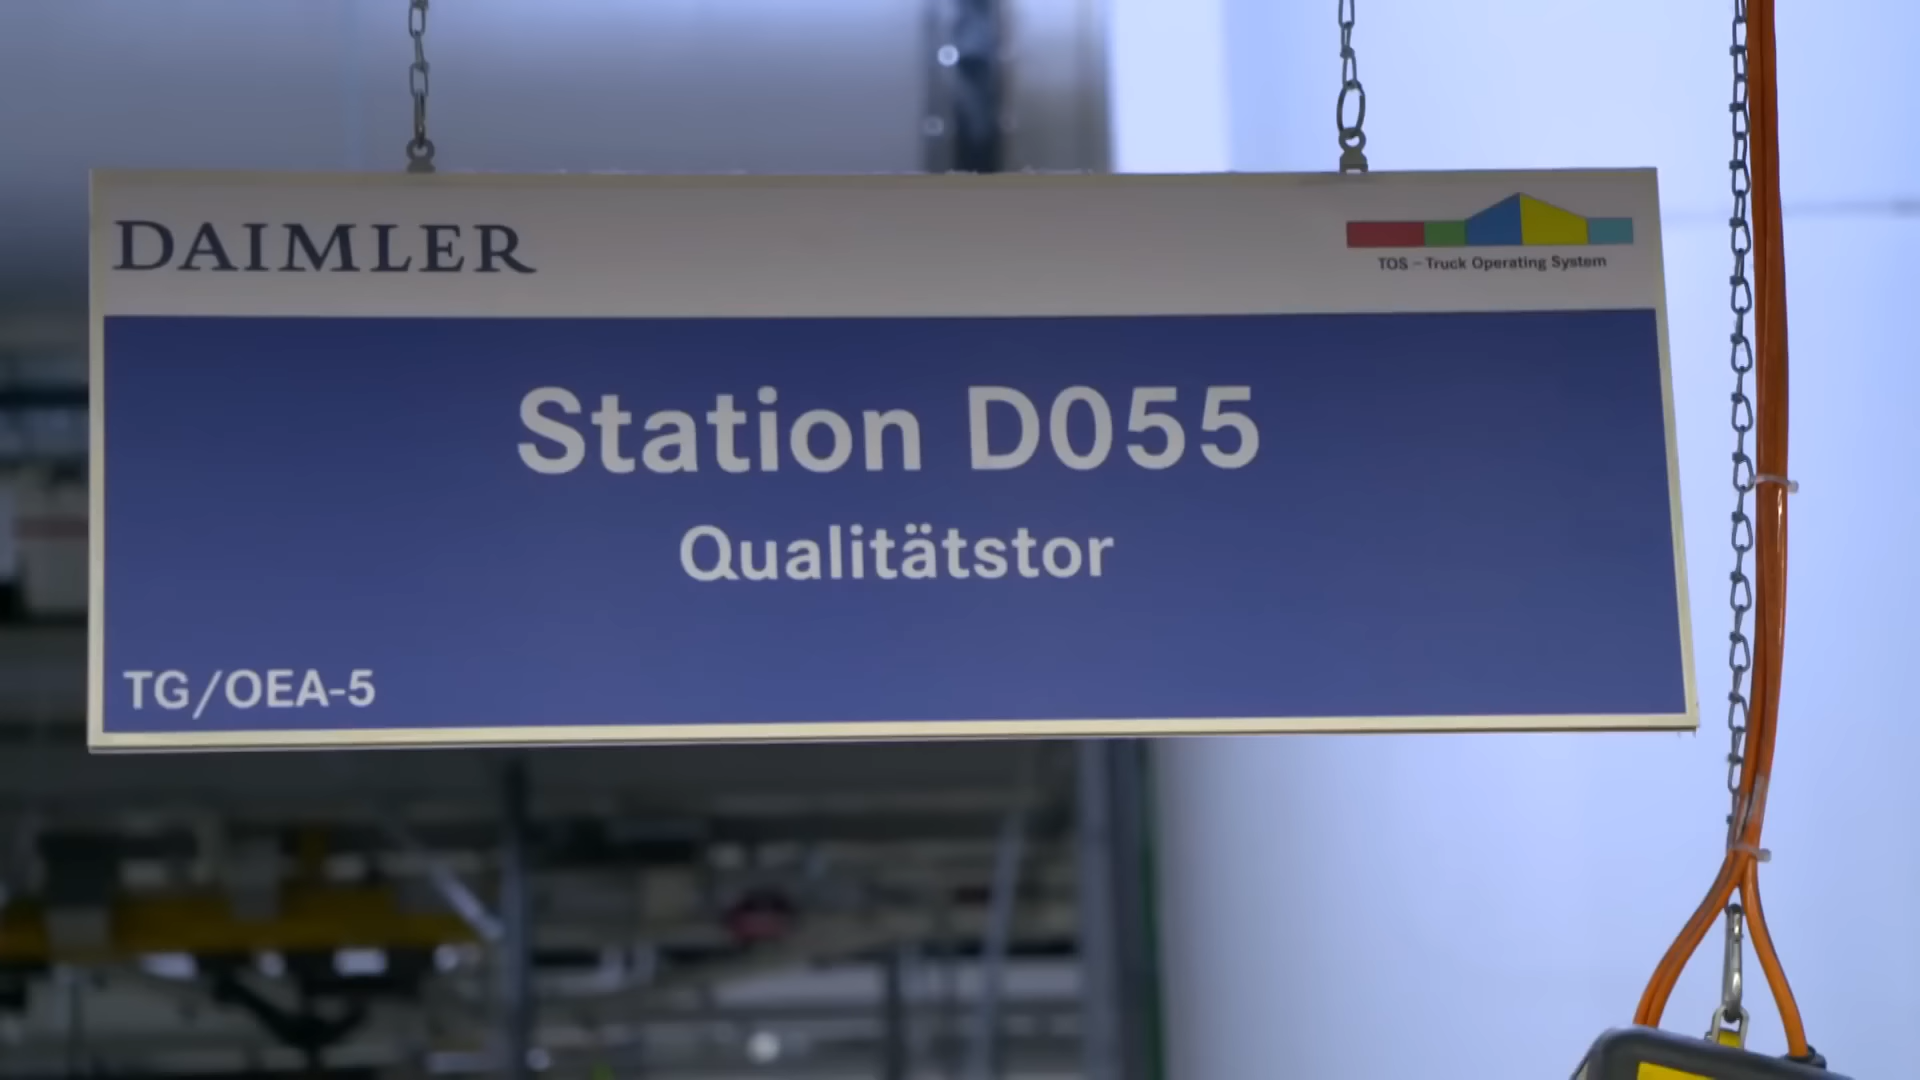 DAIMLER
TOS – Truck Operating System
Station D055
Qualitätstor
TG/OEA-5